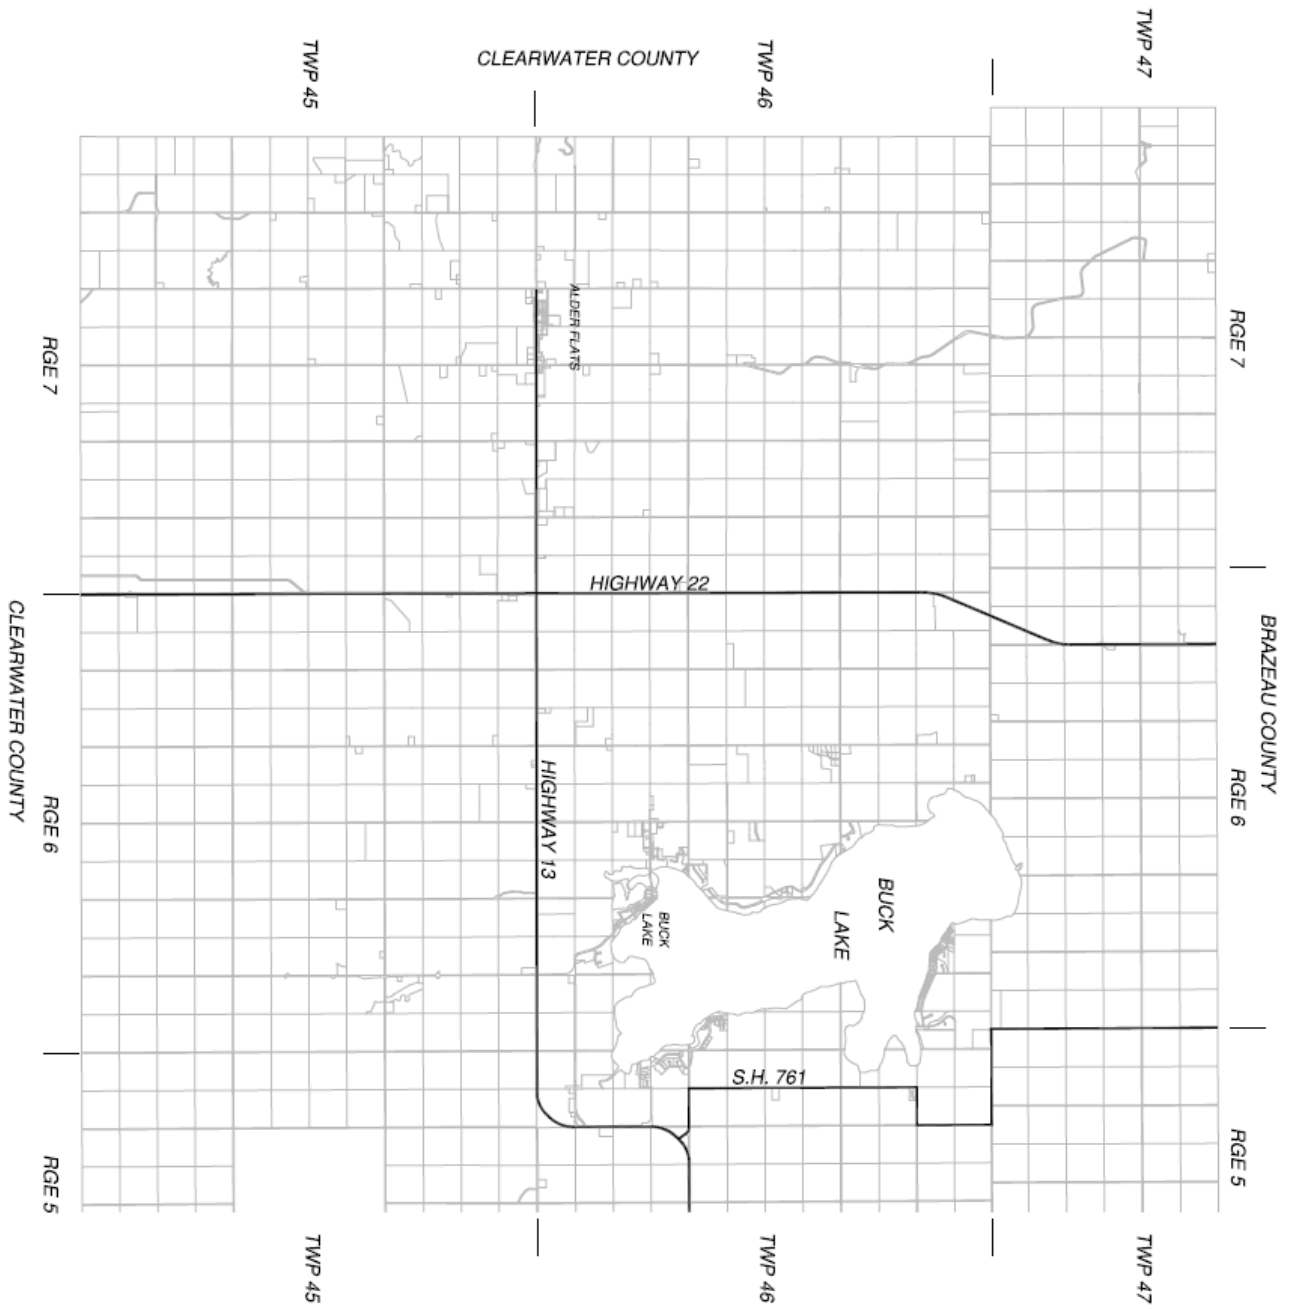 TWP 45
CLEARWATER COUNTY
TWP 46
TWP 47
ALDER FLATS
RGE 7
RGE 7
HIGHWAY 22
CLEARWATER COUNTY
BRAZEAU COUNTY
HIGHWAY 13
RGE 6
RGE 6
BUCK
LAKE
BUCK
LAKE
S.H. 761
RGE 5
RGE 5
TWP 45
TWP 46
TWP 47